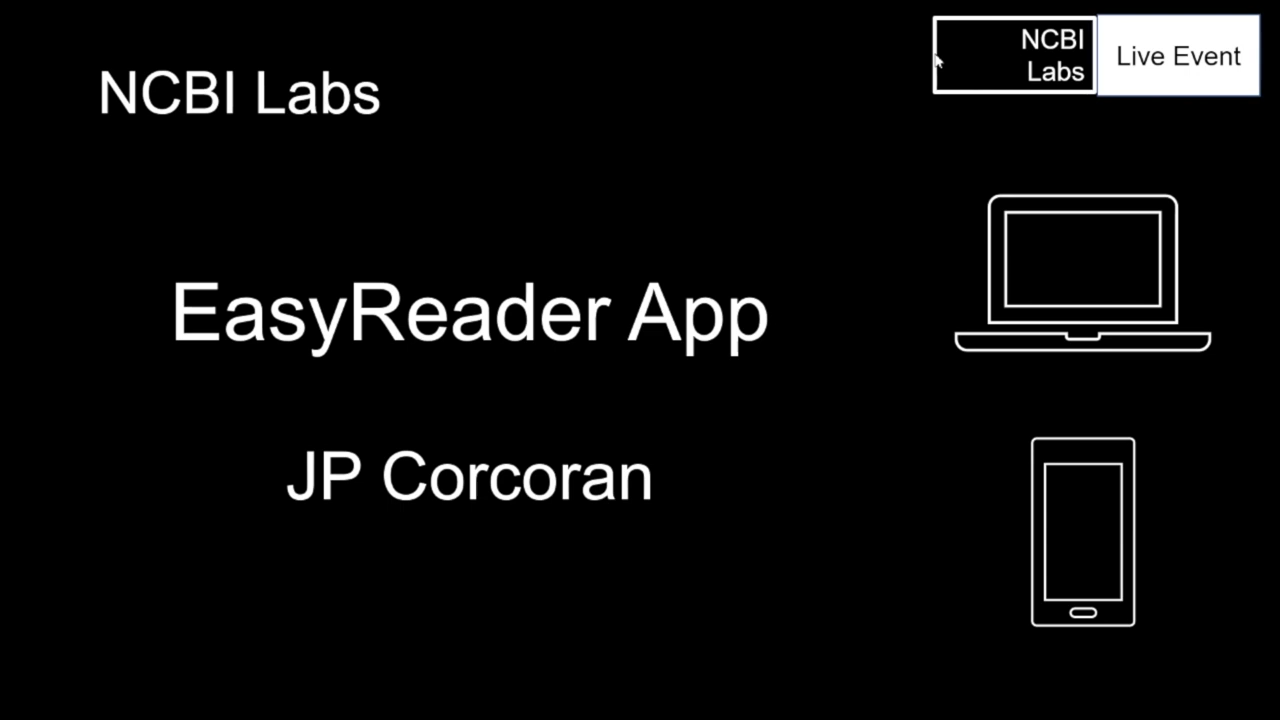 NCBI Labs
NCBI
Labs
Live Event
EasyReader App
JP Corcoran